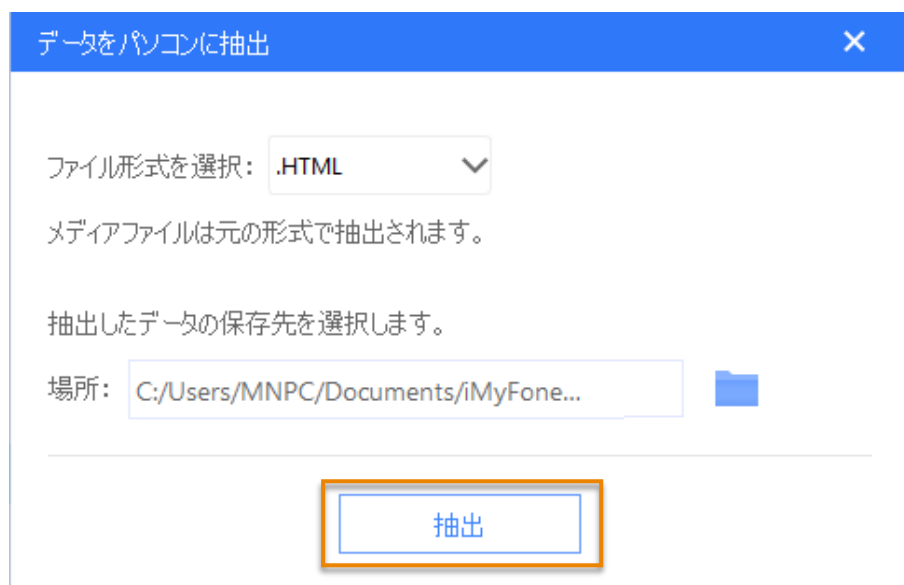 データをパソコンに抽出
ファイル形式を選択： .HTML
メディアファイルは元の形式で抽出されます。
抽出したデータの保存先を選択します。
場所： C:/Users/MNPC/Documents/iMyFone...
抽出